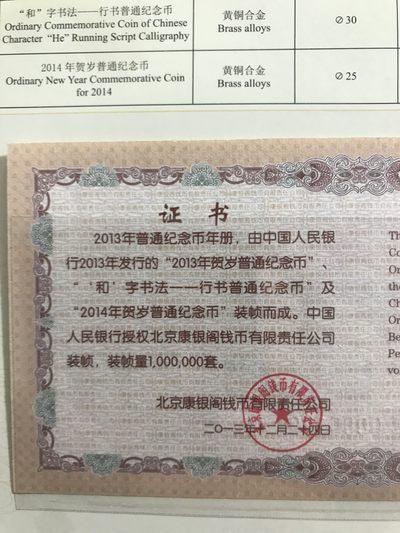 “和”字书法——行书普通纪念币
Ordinary Commemorative Coin of Chinese
Character “He” Running Script Calligraphy
黄铜合金
Brass alloys
⌀ 30
2014 年贺岁普通纪念币
Ordinary New Year Commemorative Coin
for 2014
黄铜合金
Brass alloys
⌀ 25
证 书
2013年普通纪念币年册，由中国人民银
行2013年发行的“2013年贺岁普通纪念币”、
“‘和’字书法——行书普通纪念币”及
“2014年贺岁普通纪念币”装帧而成。中国
人民银行授权北京康银阁钱币有限责任公司
装帧，装帧量1,000,000套。
北京康银阁钱币有限责任公司
二〇一三年十二月二十四日